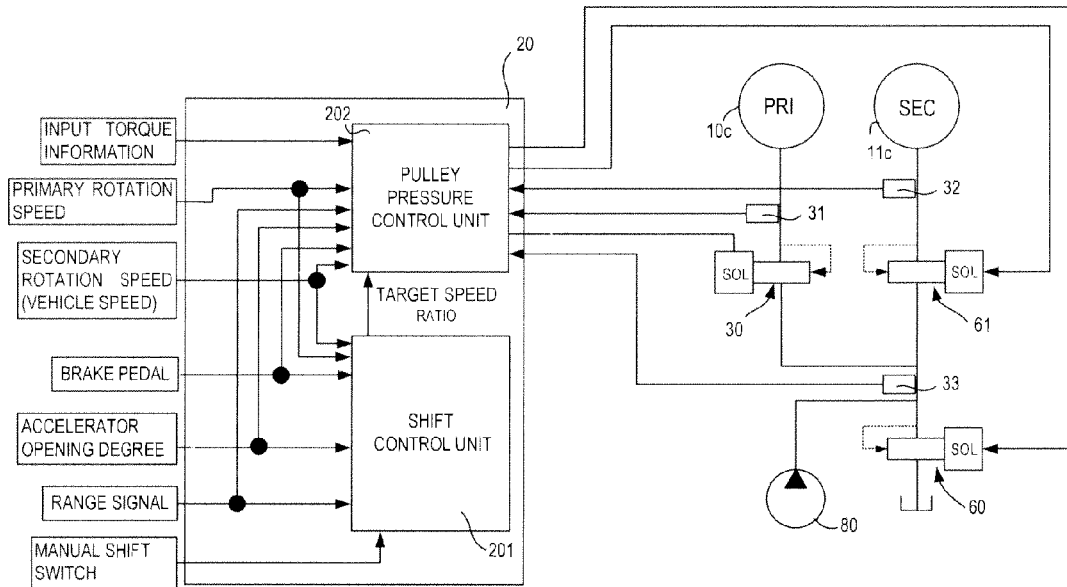 20
202
INPUT TORQUE
INFORMATION
PRIMARY ROTATION
SPEED
SECONDARY
ROTATION SPEED
(VEHICLE SPEED)
BRAKE PEDAL
ACCELERATOR
OPENING DEGREE
RANGE SIGNAL
MANUAL SHIFT
SWITCH
PULLEY
PRESSURE
CONTROL UNIT
TARGET SPEED
RATIO
SHIFT
CONTROL UNIT
201
PRI
10c
SEC
11c
32
31
SOL
30
SOL
61
33
SOL
60
80